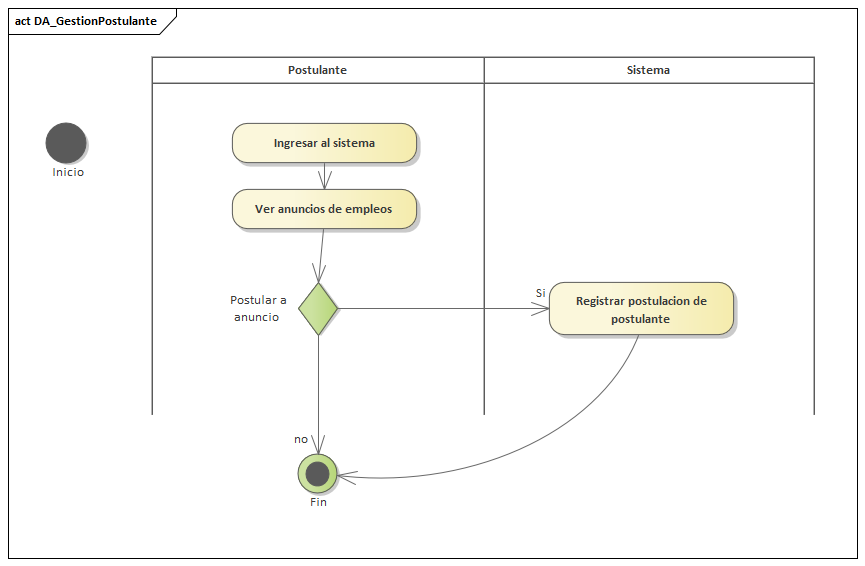 act DA_GestionPostulante
Postulante
Sistema
Inicio
Ingresar al sistema
Ver anuncios de empleos
Postular a
anuncio
Si
Registrar postulacion de
postulante
no
Fin